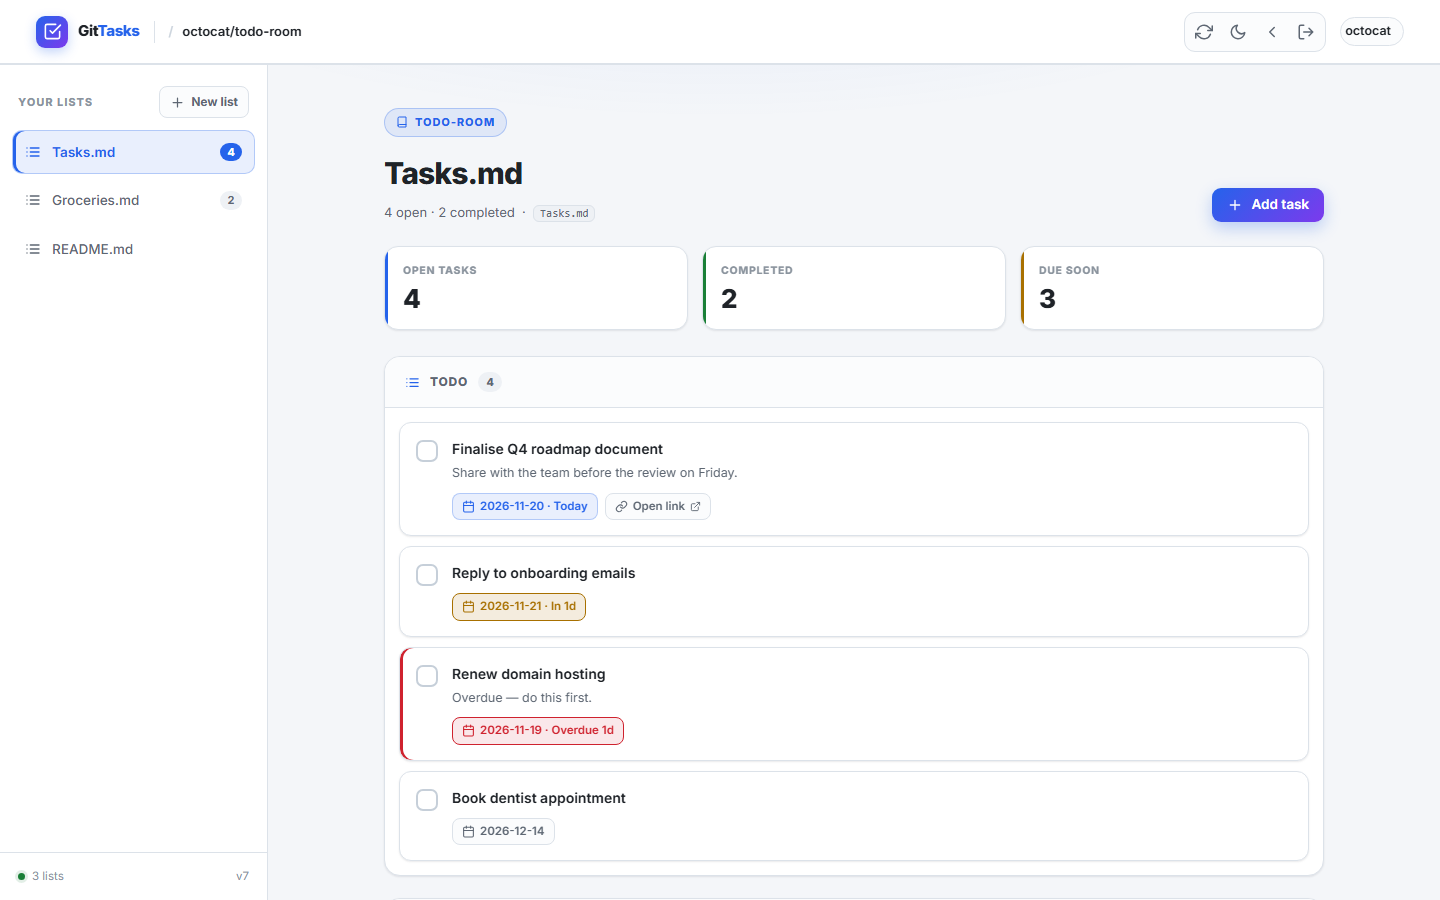 GitTasks / octocat/todo-room
octocat
YOUR LISTS
New list
Tasks.md 4
Groceries.md 2
README.md
3 lists v7
TODO-ROOM
Tasks.md
4 open · 2 completed · Tasks.md
Add task
OPEN TASKS
4
COMPLETED
2
DUE SOON
3
TODO 4
Finalise Q4 roadmap document
Share with the team before the review on Friday.
2026-11-20 · Today Open link
Reply to onboarding emails
2026-11-21 · In 1d
Renew domain hosting
Overdue — do this first.
2026-11-19 · Overdue 1d
Book dentist appointment
2026-12-14